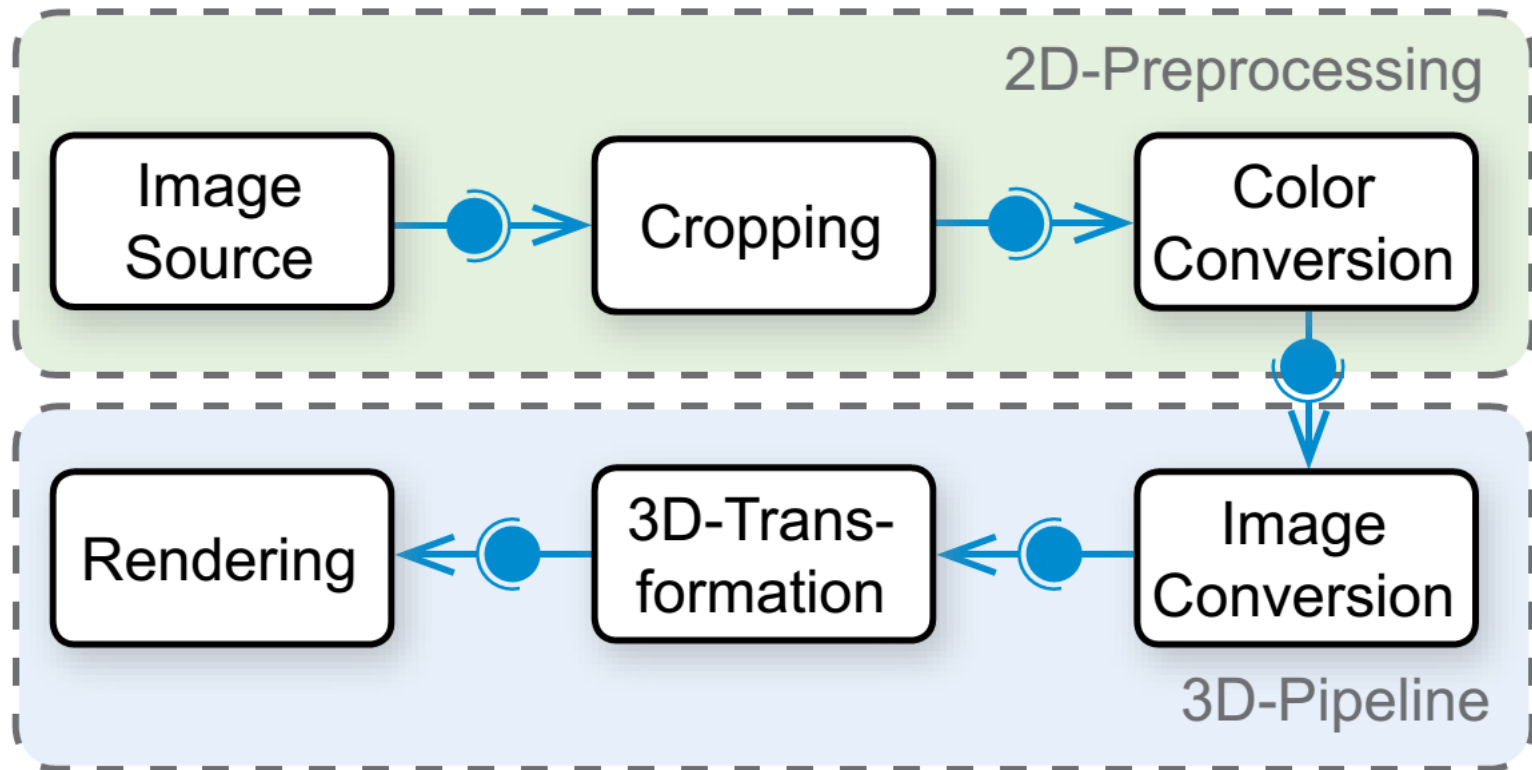 2D-Preprocessing
Image
Source
Cropping
Color
Conversion
Rendering
3D-Trans-
formation
Image
Conversion
3D-Pipeline